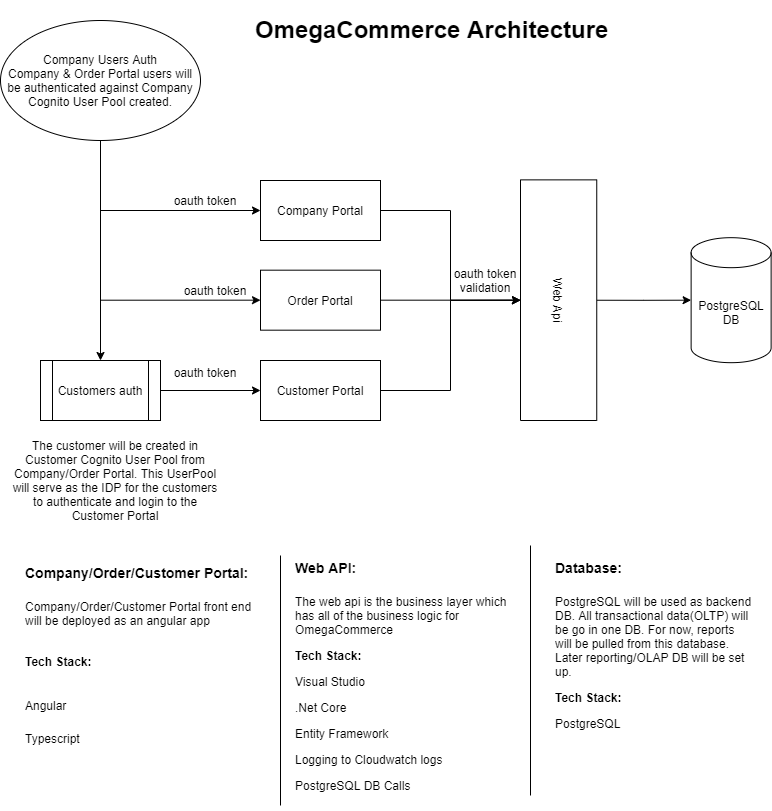 OmegaCommerce Architecture
Company Users Auth
Company & Order Portal users will
be authenticated against Company
Cognito User Pool created.
oauth token
Company Portal
oauth token
Order Portal
oauth token
validation
Web Api
PostgreSQL
DB
Customers auth
oauth token
Customer Portal
The customer will be created in
Customer Cognito User Pool from
Company/Order Portal. This UserPool
will serve as the IDP for the customers
to authenticate and login to the
Customer Portal
Company/Order/Customer Portal:
Company/Order/Customer Portal front end
will be deployed as an angular app
Tech Stack:
Angular
Typescript
Web API:
The web api is the business layer which
has all of the business logic for
OmegaCommerce
Tech Stack:
Visual Studio
.Net Core
Entity Framework
Logging to Cloudwatch logs
PostgreSQL DB Calls
Database:
PostgreSQL will be used as backend
DB. All transactional data(OLTP) will
be go in one DB. For now, reports
will be pulled from this database.
Later reporting/OLAP DB will be set
up.
Tech Stack:
PostgreSQL